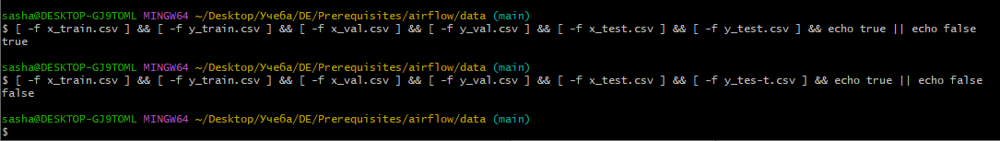 sasha@DESKTOP-GJ9TOML MINGW64 ~/Desktop/Учеба/DE/Prerequisites/airflow/data (main)
$ [ -f x_train.csv ] && [ -f y_train.csv ] && [ -f x_val.csv ] && [ -f y_val.csv ] && [ -f x_test.csv ] && [ -f y_test.csv ] && echo true || echo false
true
sasha@DESKTOP-GJ9TOML MINGW64 ~/Desktop/Учеба/DE/Prerequisites/airflow/data (main)
$ [ -f x_train.csv ] && [ -f y_train.csv ] && [ -f x_val.csv ] && [ -f y_val.csv ] && [ -f x_test.csv ] && [ -f y_tes-t.csv ] && echo true || echo false
false
sasha@DESKTOP-GJ9TOML MINGW64 ~/Desktop/Учеба/DE/Prerequisites/airflow/data (main)
$